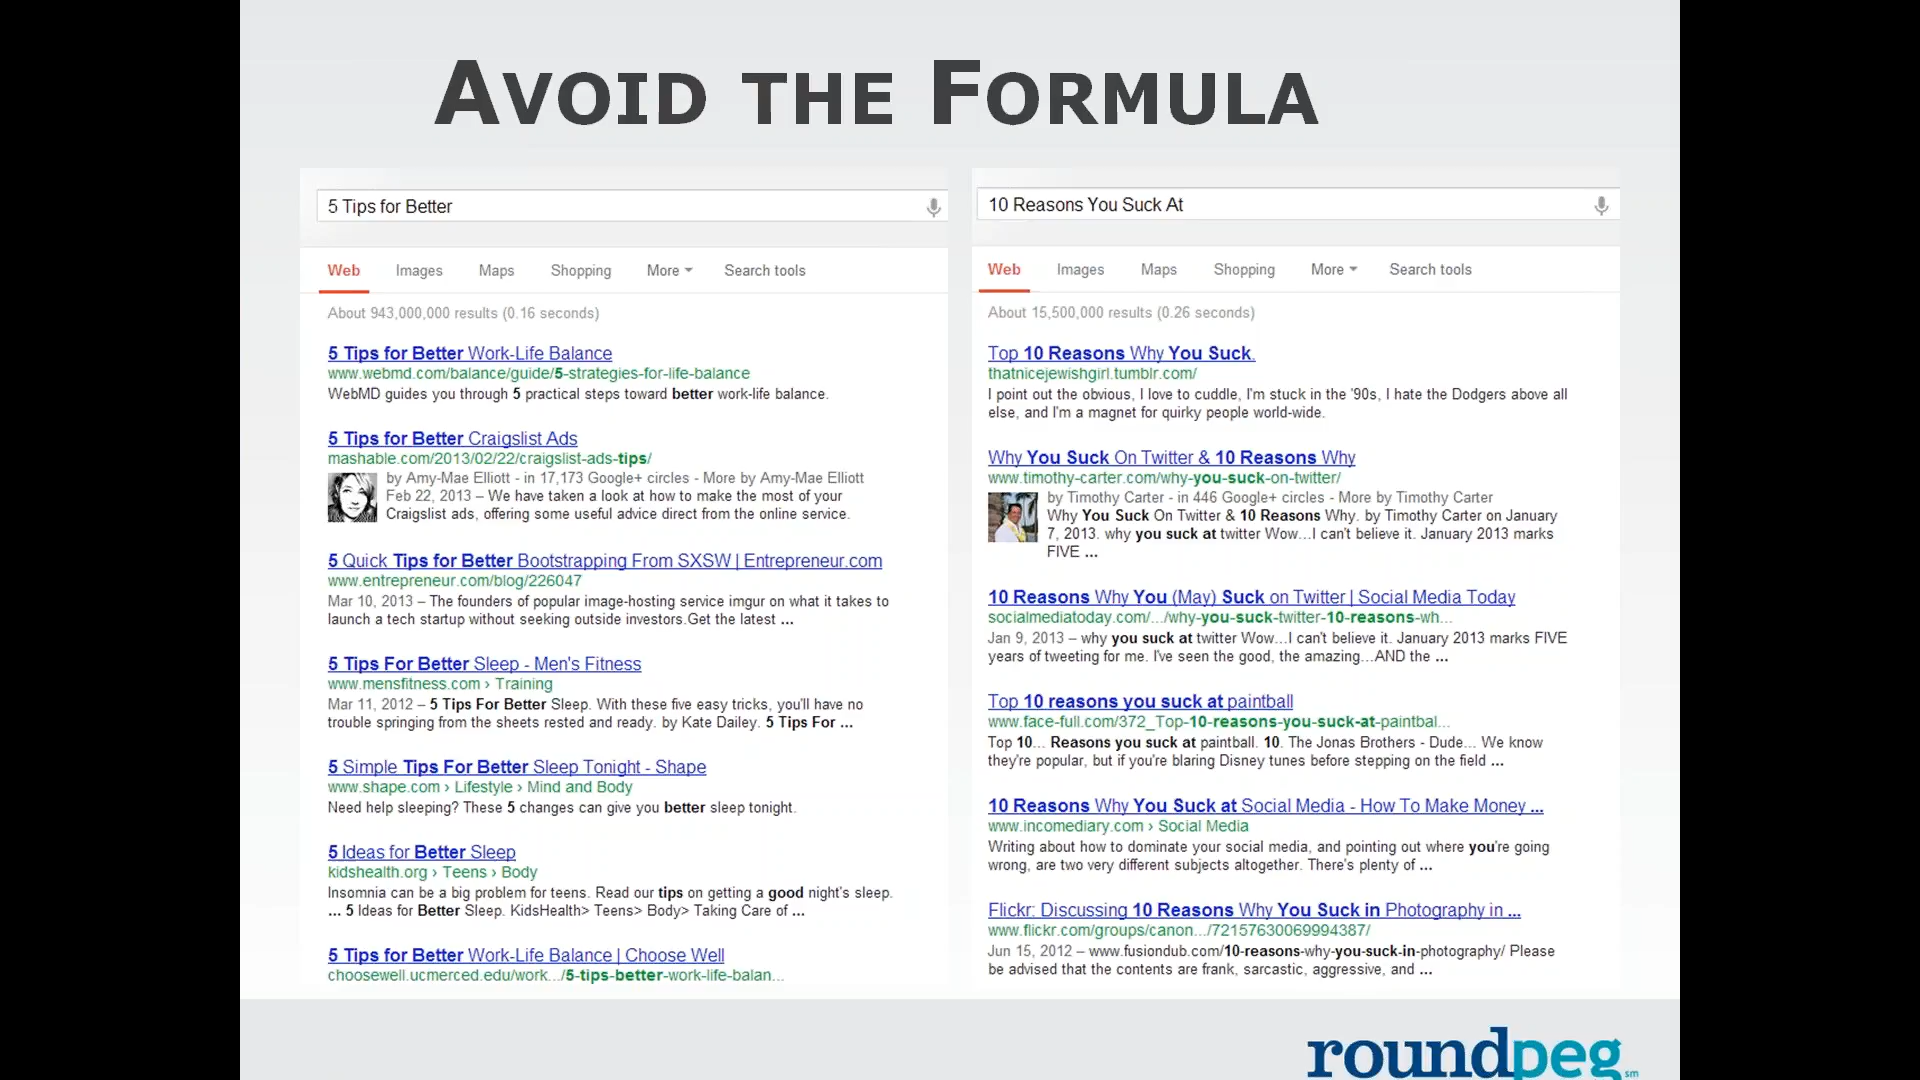 AVOID THE FORMULA
5 Tips for Better
Web Images Maps Shopping More Search tools
About 943,000,000 results (0.16 seconds)
5 Tips for Better Work-Life Balance
www.webmd.com/balance/guide/5-strategies-for-life-balance
WebMD guides you through 5 practical steps toward better work-life balance.
5 Tips for Better Craigslist Ads
mashable.com/2013/02/22/craigslist-ads-tips/
by Amy-Mae Elliott - in 17,173 Google+ circles - More by Amy-Mae Elliott
Feb 22, 2013 – We have taken a look at how to make the most of your
Craigslist ads, offering some useful advice direct from the online service.
5 Quick Tips for Better Bootstrapping From SXSW | Entrepreneur.com
www.entrepreneur.com/blog/226047
Mar 10, 2013 – The founders of popular image-hosting service imgur on what it takes to
launch a tech startup without seeking outside investors.Get the latest ...
5 Tips For Better Sleep - Men's Fitness
www.mensfitness.com › Training
Mar 11, 2012 – 5 Tips For Better Sleep. With these five easy tricks, you'll have no
trouble springing from the sheets rested and ready. by Kate Dailey. 5 Tips For ...
5 Simple Tips For Better Sleep Tonight - Shape
www.shape.com › Lifestyle › Mind and Body
Need help sleeping? These 5 changes can give you better sleep tonight.
5 Ideas for Better Sleep
kidshealth.org › Teens › Body
Insomnia can be a big problem for teens. Read our tips on getting a good night's sleep.
... 5 Ideas for Better Sleep. KidsHealth> Teens> Body> Taking Care of ...
5 Tips for Better Work-Life Balance | Choose Well
choosewell.ucmerced.edu/work.../5-tips-better-work-life-balan...
10 Reasons You Suck At
Web Images Maps Shopping More Search tools
About 15,500,000 results (0.26 seconds)
Top 10 Reasons Why You Suck.
thatnicejewishgirl.tumblr.com/
I point out the obvious, I love to cuddle, I'm stuck in the '90s, I hate the Dodgers above all
else, and I'm a magnet for quirky people world-wide.
Why You Suck On Twitter & 10 Reasons Why
www.timothy-carter.com/why-you-suck-on-twitter/
by Timothy Carter - in 446 Google+ circles - More by Timothy Carter
Why You Suck On Twitter & 10 Reasons Why. by Timothy Carter on January
7, 2013. why you suck at twitter Wow...I can't believe it. January 2013 marks
FIVE ...
10 Reasons Why You (May) Suck on Twitter | Social Media Today
socialmediatoday.com/.../why-you-suck-twitter-10-reasons-wh...
Jan 9, 2013 – why you suck at twitter Wow...I can't believe it. January 2013 marks FIVE
years of tweeting for me. I've seen the good, the amazing...AND the ...
Top 10 reasons you suck at paintball
www.face-full.com/372_Top-10-reasons-you-suck-at-paintbal...
Top 10... Reasons you suck at paintball. 10. The Jonas Brothers - Dude... We know
they're popular, but if you're blaring Disney tunes before stepping on the field ...
10 Reasons Why You Suck at Social Media - How To Make Money ...
www.incomediary.com › Social Media
Writing about how to dominate your social media, and pointing out where you're going
wrong, are two very different subjects altogether. There's plenty of ...
Flickr: Discussing 10 Reasons Why You Suck in Photography in ...
www.flickr.com/groups/canon.../72157630069994387/
Jun 15, 2012 – www.fusiondub.com/10-reasons-why-you-suck-in-photography/ Please
be advised that the contents are frank, sarcastic, aggressive, and ...
roundpeg sm